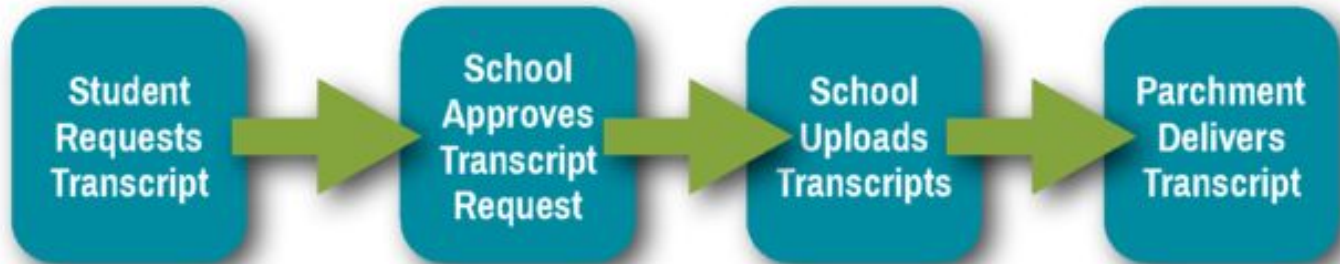 Student
Requests
Transcript
School
Approves
Transcript
Request
School
Uploads
Transcripts
Parchment
Delivers
Transcript